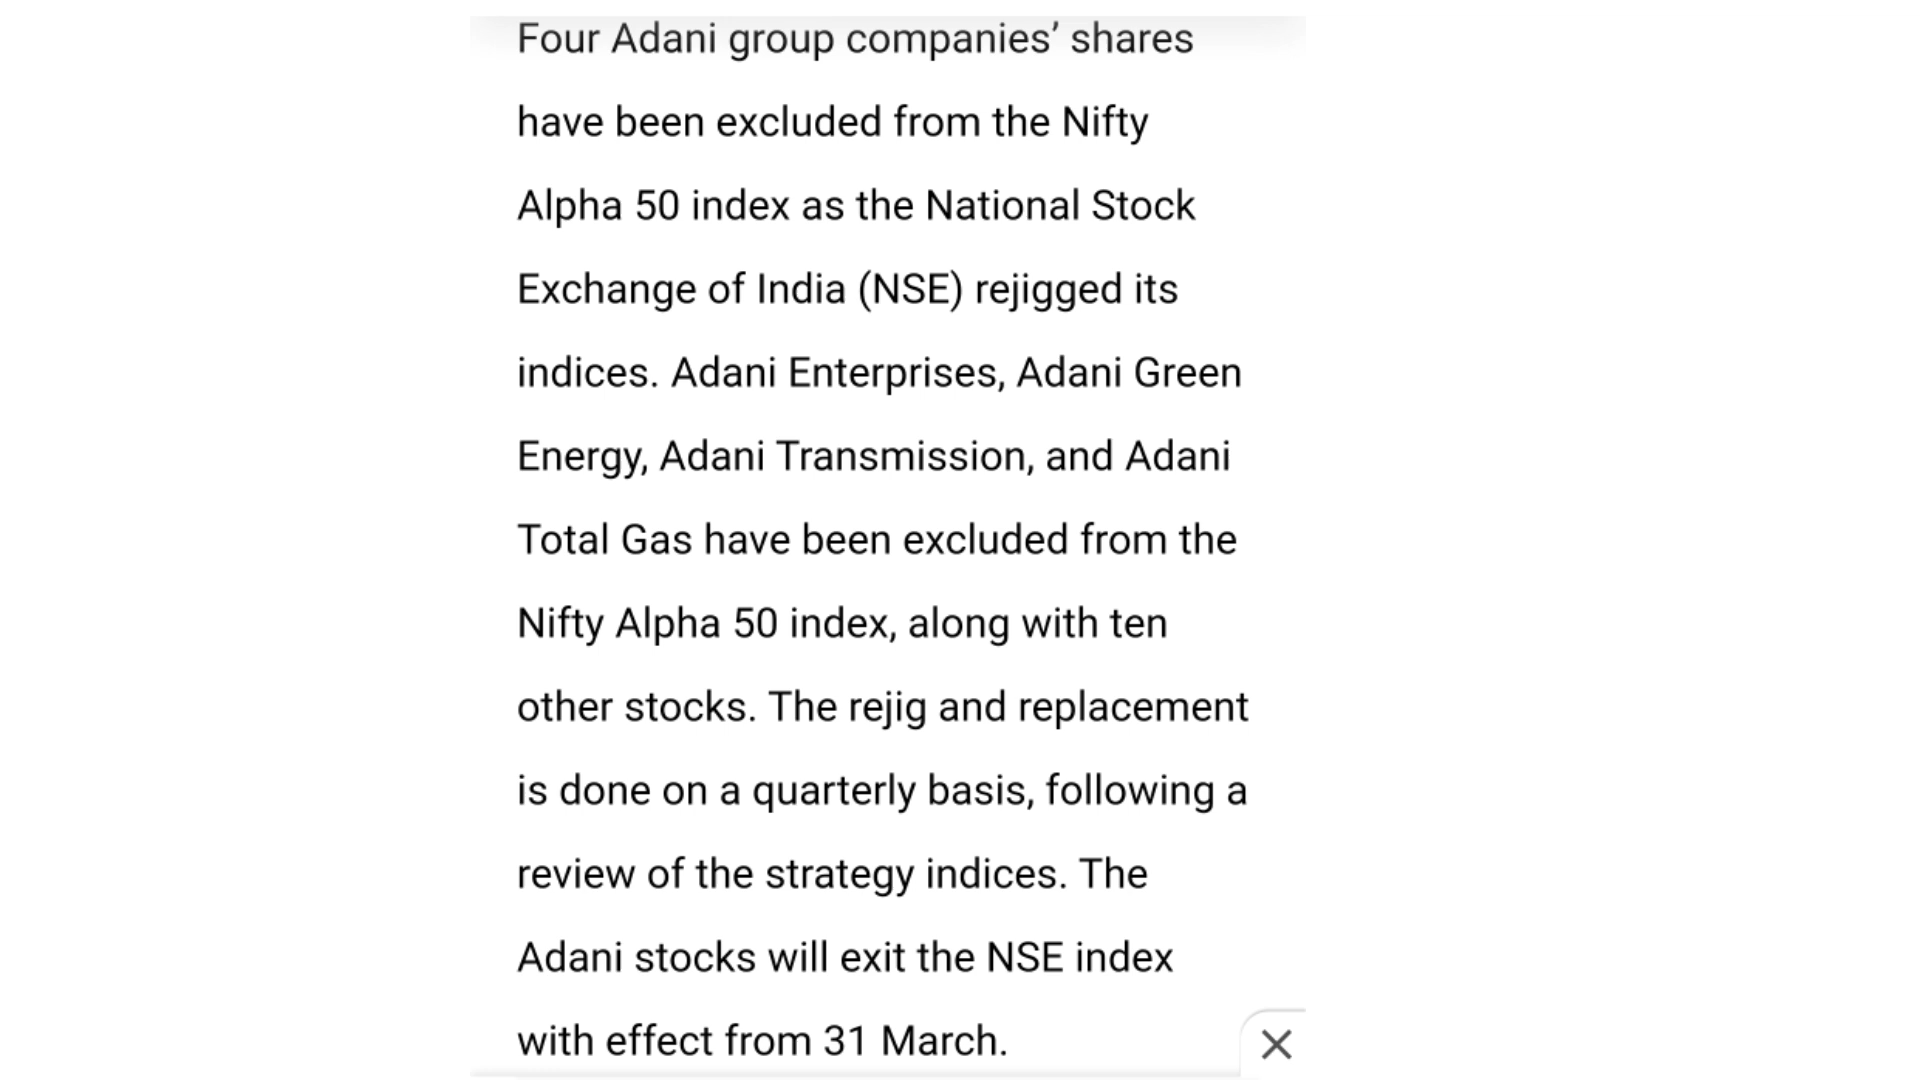 Four Adani group companies’ shares
have been excluded from the Nifty
Alpha 50 index as the National Stock
Exchange of India (NSE) rejigged its
indices. Adani Enterprises, Adani Green
Energy, Adani Transmission, and Adani
Total Gas have been excluded from the
Nifty Alpha 50 index, along with ten
other stocks. The rejig and replacement
is done on a quarterly basis, following a
review of the strategy indices. The
Adani stocks will exit the NSE index
with effect from 31 March.